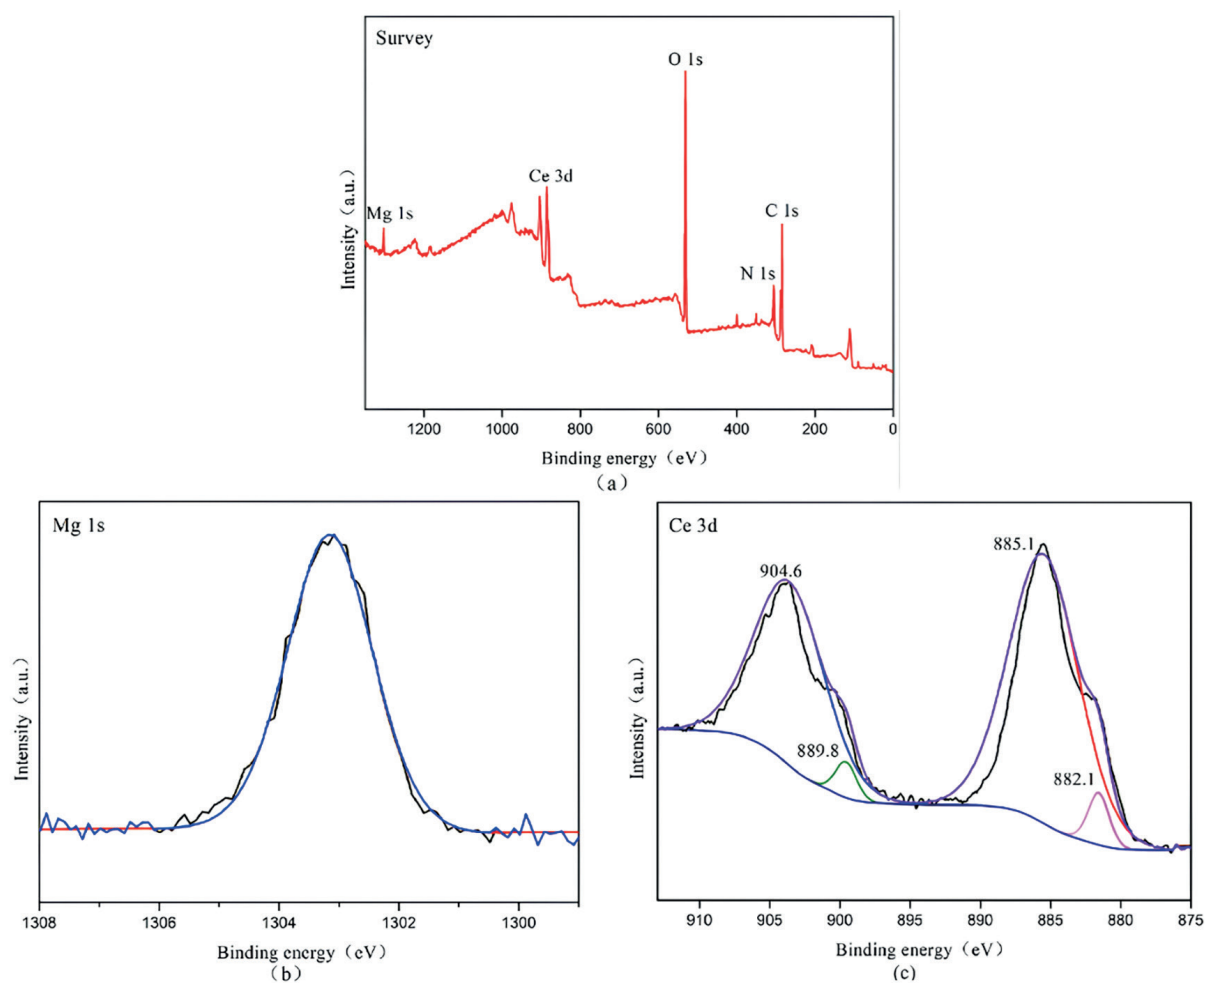 Survey
O 1s
Ce 3d
C 1s
Mg 1s
N 1s
Intensity（a.u.）
1200 1000 800 600 400 200 0
Binding energy（eV）
（a）
Mg 1s
Intensity（a.u.）
1308 1306 1304 1302 1300
Binding energy（eV）
（b）
Ce 3d
885.1
904.6
889.8
882.1
Intensity（a.u.）
910 905 900 895 890 885 880 875
Binding energy（eV）
(c)